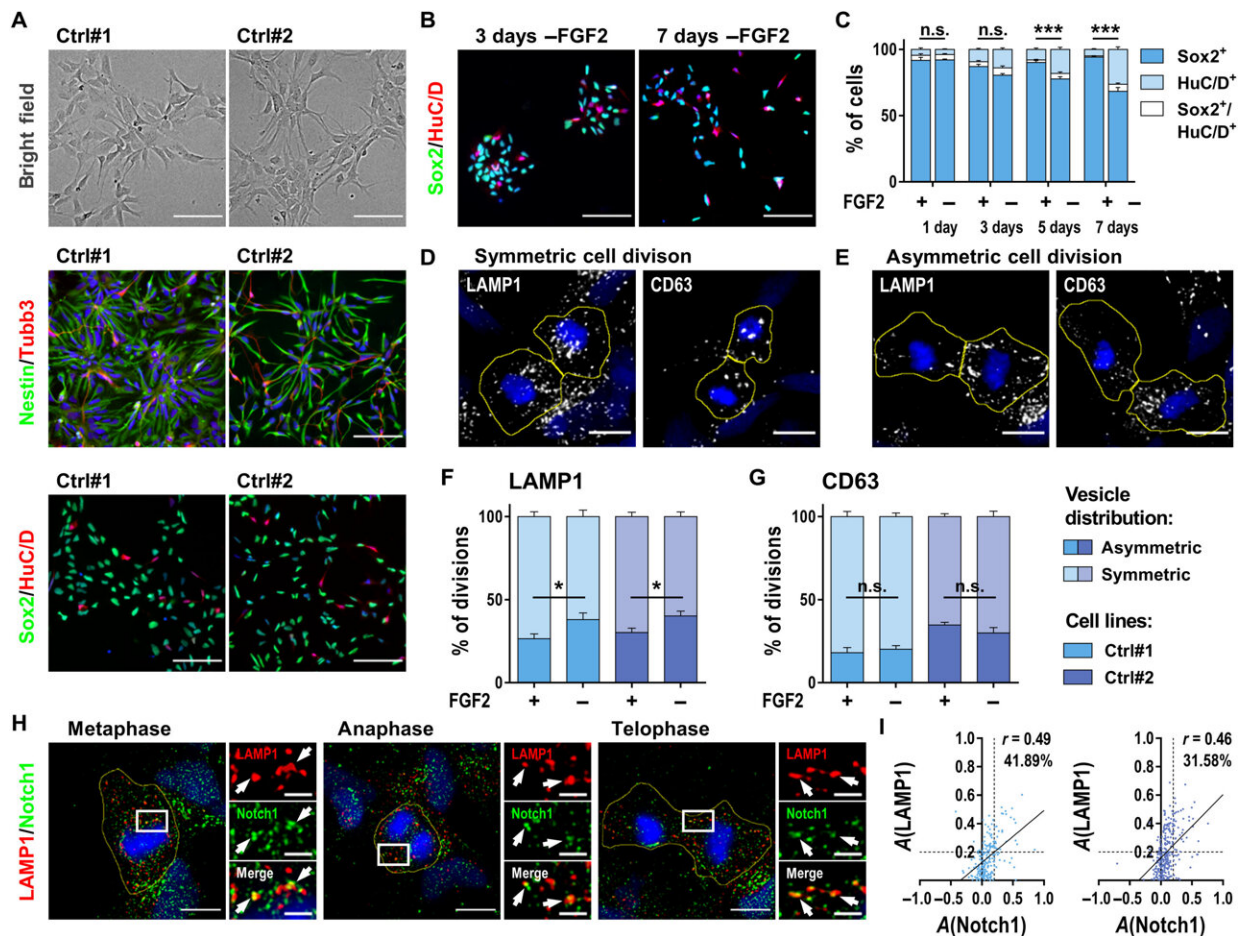 A
Ctrl#1
Ctrl#2
Bright field
Ctrl#1
Ctrl#2
Nestin/Tubb3
Ctrl#1
Ctrl#2
Sox2/HuC/D
B
3 days –FGF2
7 days –FGF2
Sox2/HuC/D
C
n.s.
n.s.
***
***
100
50
0
% of cells
FGF2
+
–
+
–
+
–
+
–
1 day
3 days
5 days
7 days
Sox2+
HuC/D+
Sox2+/
HuC/D+
D
Symmetric cell divison
LAMP1
CD63
E
Asymmetric cell division
LAMP1
CD63
F
LAMP1
100
50
0
% of divisions
*
*
FGF2
+
–
+
–
G
CD63
100
50
0
% of divisions
n.s.
n.s.
+
–
+
–
Vesicle
distribution:
Asymmetric
Symmetric
Cell lines:
Ctrl#1
Ctrl#2
H
Metaphase
Anaphase
Telophase
LAMP1/Notch1
LAMP1
Notch1
Merge
LAMP1
Notch1
Merge
LAMP1
Notch1
Merge
I
A(LAMP1)
1.0
0.8
0.6
0.4
0.2
r = 0.49
41.89%
–1.0
–0.5
0.0
0.5
1.0
A(Notch1)
A(LAMP1)
1.0
0.8
0.6
0.4
0.2
r = 0.46
31.58%
–1.0
–0.5
0.0
0.5
1.0
A(Notch1)